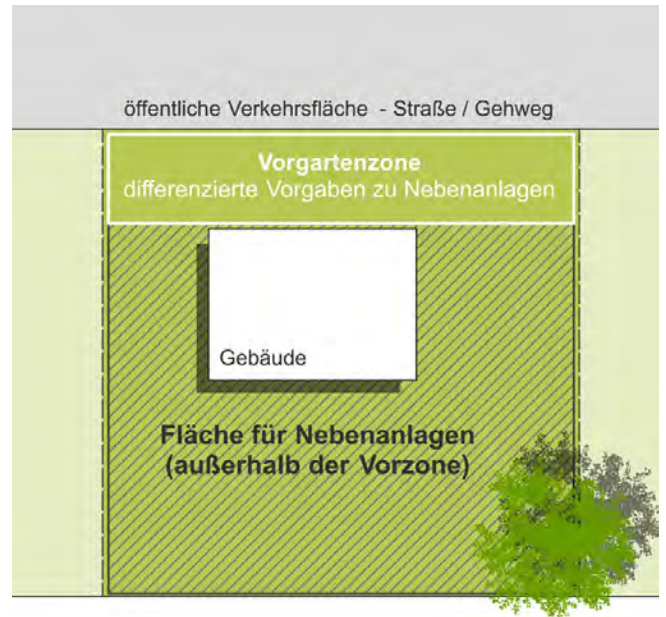 öffentliche Verkehrsfläche - Straße / Gehweg
Vorgartenzone
differenzierte Vorgaben zu Nebenanlagen
Gebäude
Fläche für Nebenanlagen
(außerhalb der Vorzone)